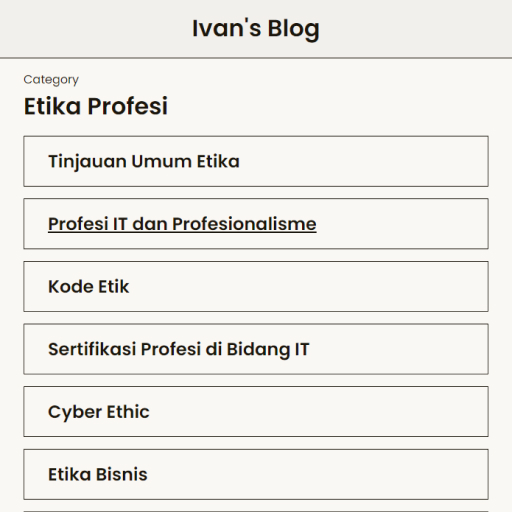 Ivan's Blog
Category
Etika Profesi
Tinjauan Umum Etika
Profesi IT dan Profesionalisme
Kode Etik
Sertifikasi Profesi di Bidang IT
Cyber Ethic
Etika Bisnis